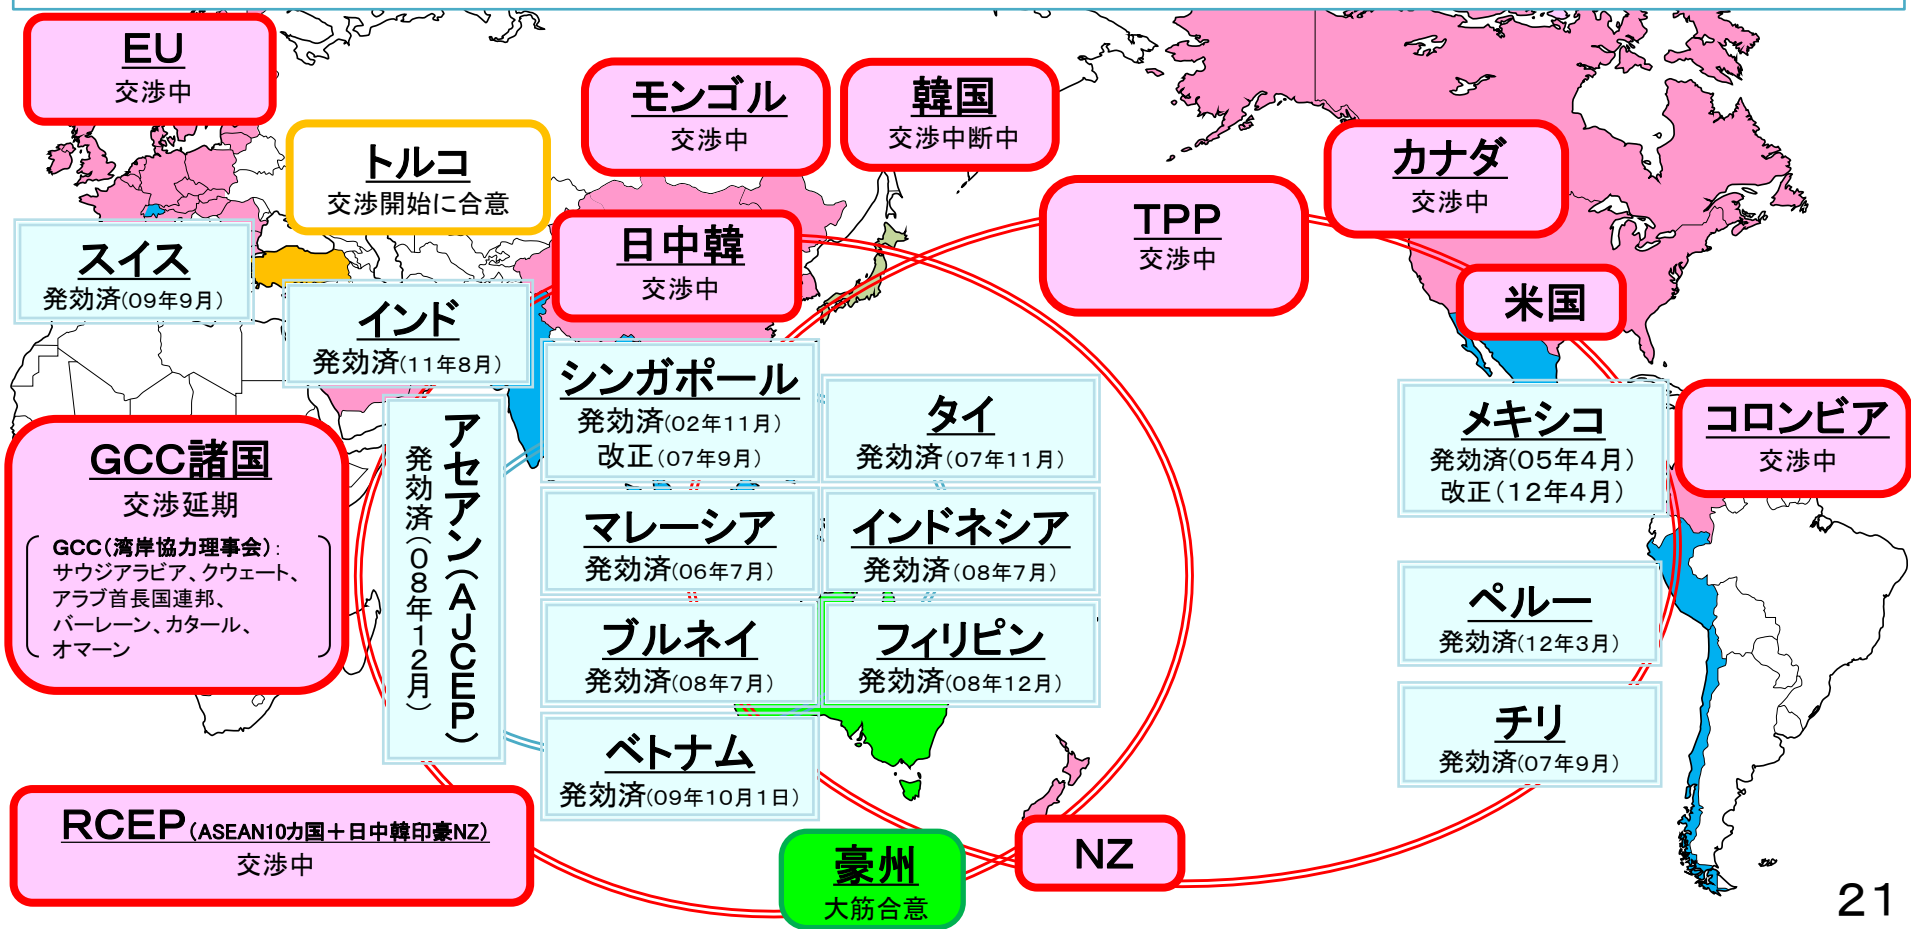 EU
交渉中
モンゴル
交渉中
韓国
交渉中断中
トルコ
交渉開始に合意
カナダ
交渉中
TPP
交渉中
スイス
発効済(09年9月)
日中韓
交渉中
米国
インド
発効済(11年8月)
シンガポール
発効済(02年11月)
改正(07年9月)
タイ
発効済(07年11月)
メキシコ
発効済(05年4月)
改正(12年4月)
コロンビア
交渉中
GCC諸国
交渉延期
GCC(湾岸協力理事会):
サウジアラビア、クウェート、
アラブ首長国連邦、
バーレーン、カタール、
オマーン
アセアン(AJCEP)
発効済(08年12月)
マレーシア
発効済(06年7月)
インドネシア
発効済(08年7月)
ブルネイ
発効済(08年7月)
フィリピン
発効済(08年12月)
ペルー
発効済(12年3月)
ベトナム
発効済(09年10月1日)
チリ
発効済(07年9月)
RCEP(ASEAN10カ国+日中韓印豪NZ)
交渉中
豪州
大筋合意
NZ
21